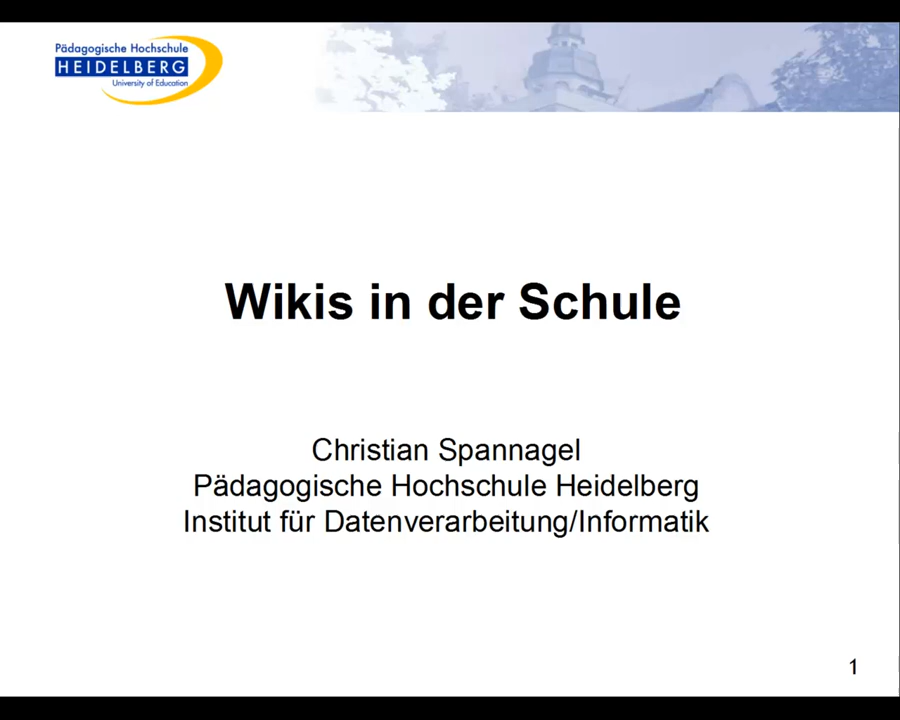 Pädagogische Hochschule
HEIDELBERG
University of Education
Wikis in der Schule
Christian Spannagel
Pädagogische Hochschule Heidelberg
Institut für Datenverarbeitung/Informatik
1